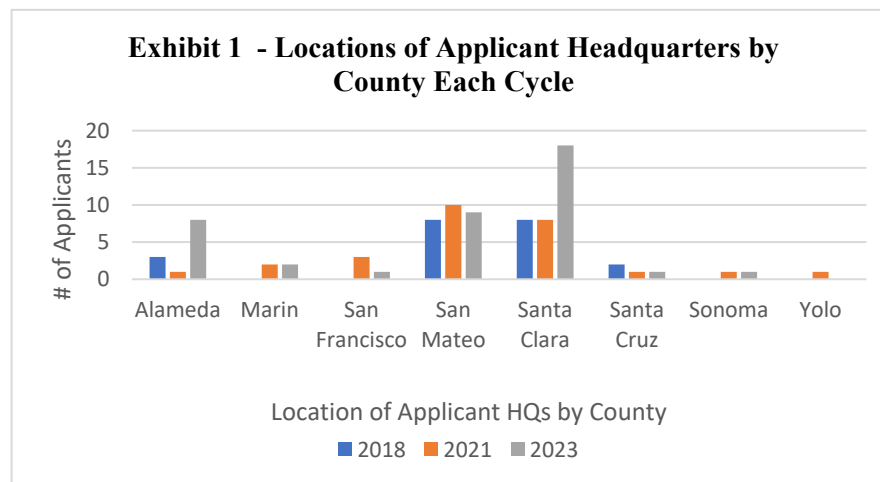 Exhibit 1 - Locations of Applicant Headquarters by
County Each Cycle
# of Applicants
20
15
10
5
0
Alameda
Marin
San
Francisco
San
Mateo
Santa
Clara
Santa
Cruz
Sonoma
Yolo
Location of Applicant HQs by County
2018 2021 2023